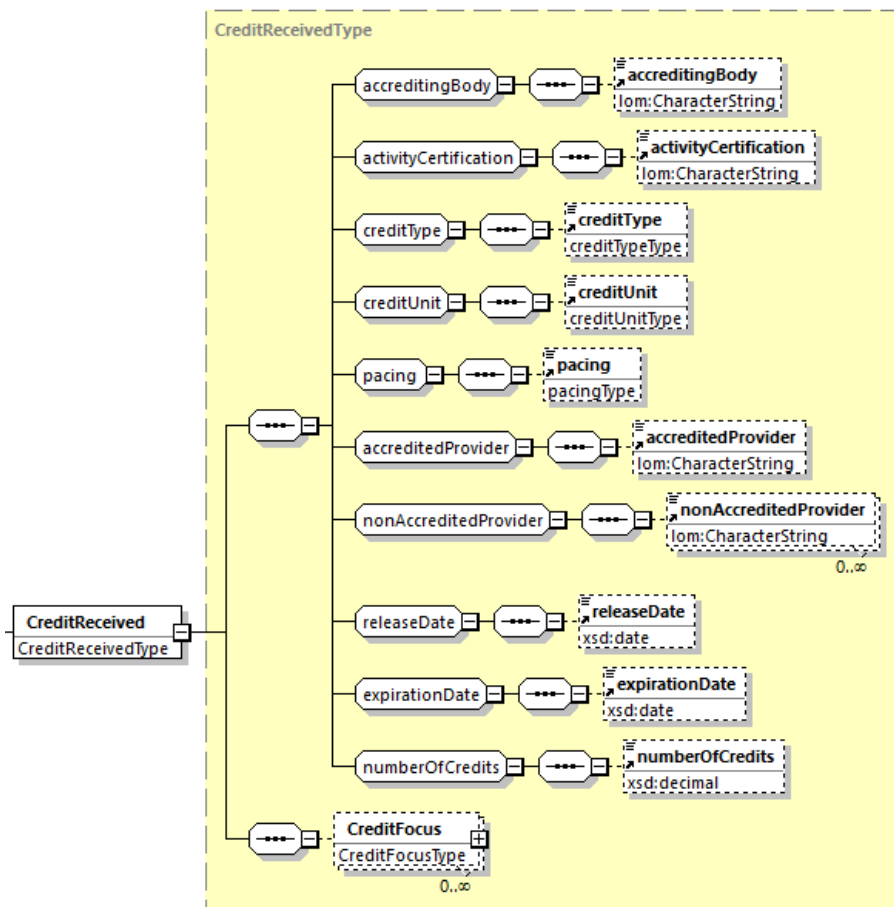 CreditReceivedType
accreditingBody
accreditingBody
lom:CharacterString
activityCertification
activityCertification
lom:CharacterString
creditType
creditType
creditTypeType
creditUnit
creditUnit
creditUnitType
pacing
pacing
pacingType
accreditedProvider
accreditedProvider
lom:CharacterString
nonAccreditedProvider
nonAccreditedProvider
lom:CharacterString
0..∞
CreditReceived
CreditReceivedType
releaseDate
releaseDate
xsd:date
expirationDate
expirationDate
xsd:date
numberOfCredits
numberOfCredits
xsd:decimal
CreditFocus
CreditFocusType
0..∞